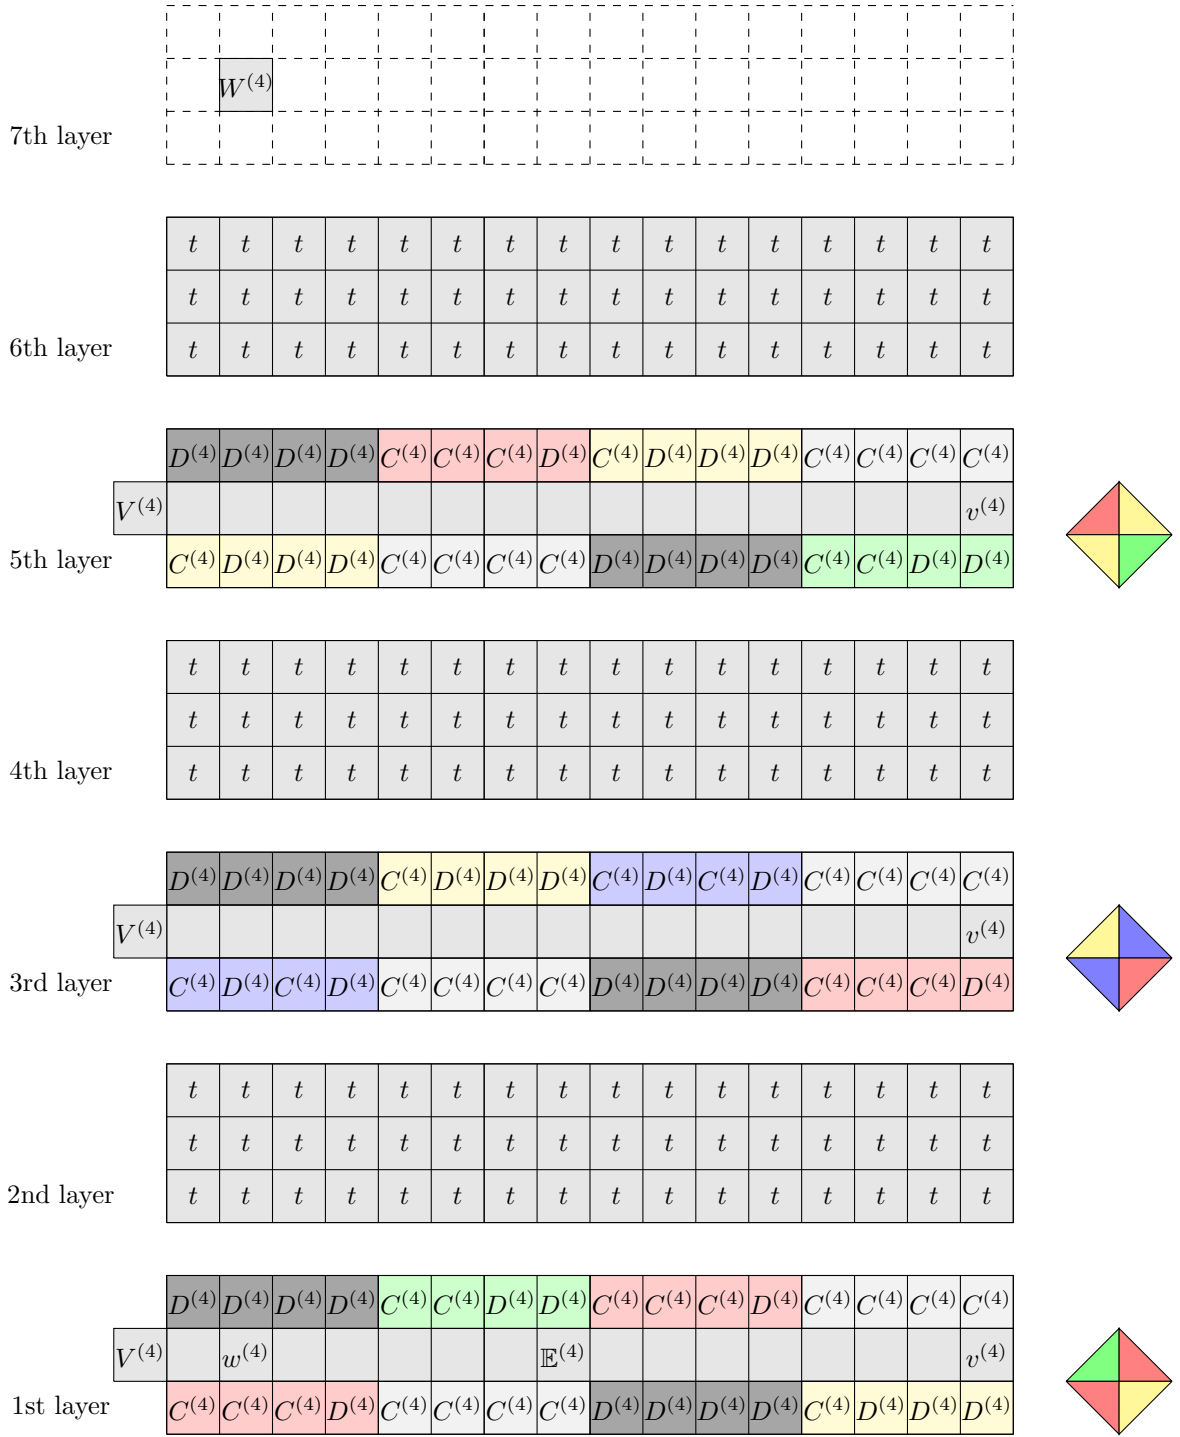 W^{(4)}
7th layer
t t t t t t t t t t t t t t t t
t t t t t t t t t t t t t t t t
6th layer t t t t t t t t t t t t t t t t
D^{(4)} D^{(4)} D^{(4)} D^{(4)} C^{(4)} C^{(4)} C^{(4)} D^{(4)} C^{(4)} D^{(4)} D^{(4)} D^{(4)} C^{(4)} C^{(4)} C^{(4)} C^{(4)}
V^{(4)} v^{(4)}
5th layer C^{(4)} D^{(4)} D^{(4)} D^{(4)} C^{(4)} C^{(4)} C^{(4)} C^{(4)} D^{(4)} D^{(4)} D^{(4)} D^{(4)} C^{(4)} C^{(4)} D^{(4)} D^{(4)}
t t t t t t t t t t t t t t t t
t t t t t t t t t t t t t t t t
4th layer t t t t t t t t t t t t t t t t
D^{(4)} D^{(4)} D^{(4)} D^{(4)} C^{(4)} D^{(4)} D^{(4)} D^{(4)} C^{(4)} D^{(4)} C^{(4)} D^{(4)} C^{(4)} C^{(4)} C^{(4)} C^{(4)}
V^{(4)} v^{(4)}
3rd layer C^{(4)} D^{(4)} C^{(4)} D^{(4)} C^{(4)} C^{(4)} C^{(4)} C^{(4)} D^{(4)} D^{(4)} D^{(4)} D^{(4)} C^{(4)} C^{(4)} C^{(4)} D^{(4)}
t t t t t t t t t t t t t t t t
t t t t t t t t t t t t t t t t
2nd layer t t t t t t t t t t t t t t t t
D^{(4)} D^{(4)} D^{(4)} D^{(4)} C^{(4)} C^{(4)} D^{(4)} D^{(4)} C^{(4)} C^{(4)} C^{(4)} D^{(4)} C^{(4)} C^{(4)} C^{(4)} C^{(4)}
V^{(4)} w^{(4)} 𝔼^{(4)} v^{(4)}
1st layer C^{(4)} C^{(4)} C^{(4)} D^{(4)} C^{(4)} C^{(4)} C^{(4)} C^{(4)} D^{(4)} D^{(4)} D^{(4)} D^{(4)} C^{(4)} D^{(4)} D^{(4)} D^{(4)}